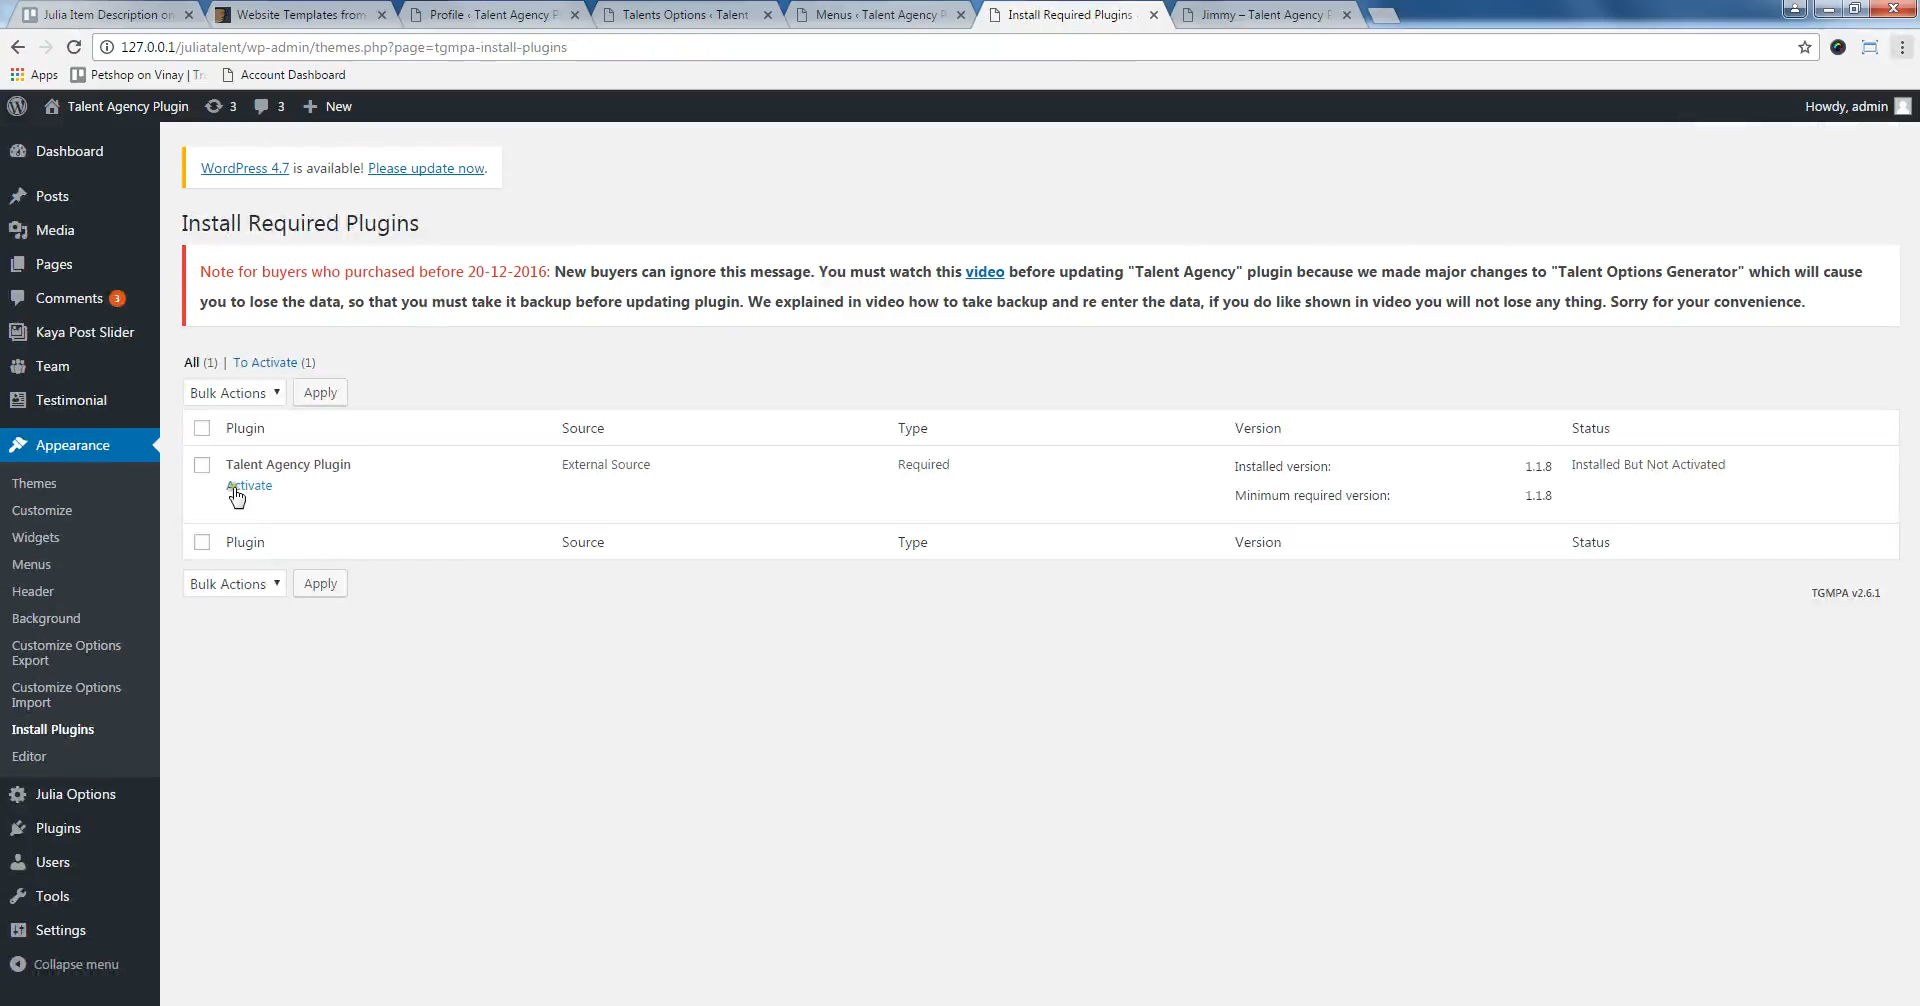 Julia Item Description on
Website Templates from
Profile ‹ Talent Agency P
Talents Options ‹ Talent
Menus ‹ Talent Agency P
Install Required Plugins
Jimmy – Talent Agency P
127.0.0.1/juliatalent/wp-admin/themes.php?page=tgmpa-install-plugins
Apps
Petshop on Vinay | Tr
Account Dashboard
Talent Agency Plugin
3
3
New
Howdy, admin
Dashboard
Posts
Media
Pages
Comments 3
Kaya Post Slider
Team
Testimonial
Appearance
Themes
Customize
Widgets
Menus
Header
Background
Customize Options
Export
Customize Options
Import
Install Plugins
Editor
Julia Options
Plugins
Users
Tools
Settings
Collapse menu
WordPress 4.7 is available! Please update now.
Install Required Plugins
Note for buyers who purchased before 20-12-2016: New buyers can ignore this message. You must watch this video before updating "Talent Agency" plugin because we made major changes to "Talent Options Generator" which will cause
you to lose the data, so that you must take it backup before updating plugin. We explained in video how to take backup and re enter the data, if you do like shown in video you will not lose any thing. Sorry for your convenience.
All (1) | To Activate (1)
Bulk Actions
Apply
Plugin Source Type Version Status
Talent Agency Plugin External Source Required Installed version: 1.1.8 Installed But Not Activated
Activate Minimum required version: 1.1.8
Plugin Source Type Version Status
Bulk Actions
Apply
TGMPA v2.6.1